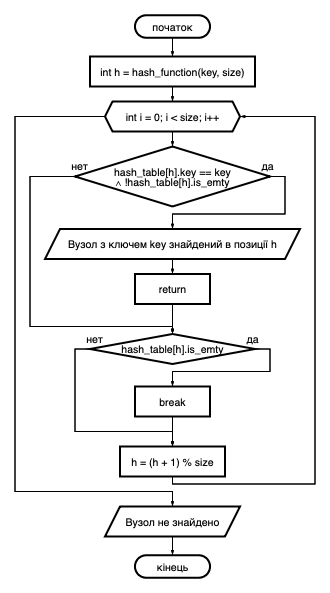 початок
int h = hash_function(key, size)
int i = 0; i < size; i++
нет
да
hash_table[h].key == key
∧ !hash_table[h].is_emty
Вузол з ключем key знайдений в позиції h
return
нет
да
hash_table[h].is_emty
break
h = (h + 1) % size
Вузол не знайдено
кінець